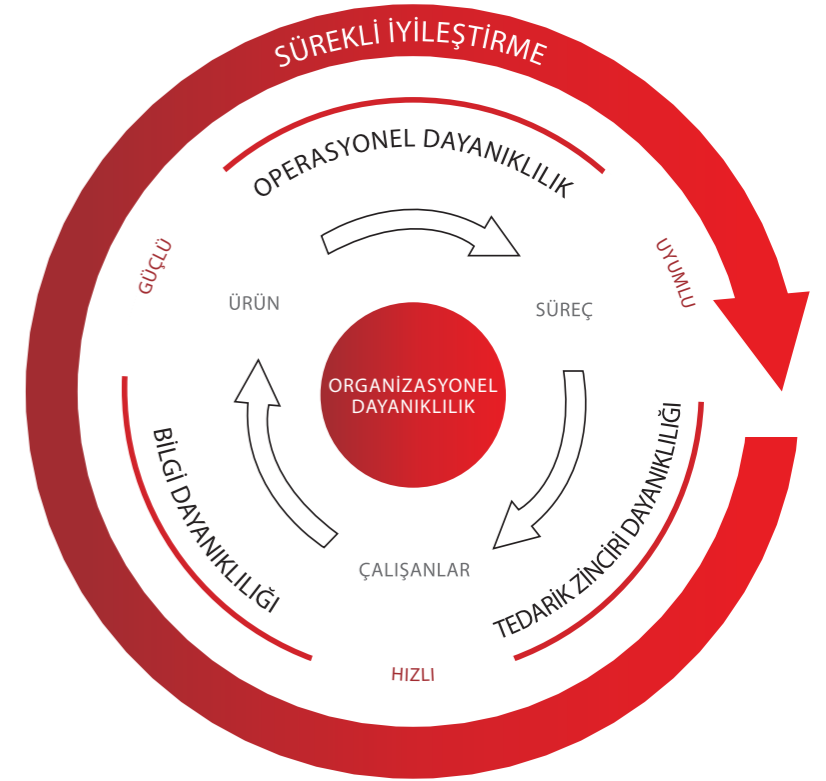 SÜREKLİ İYİLEŞTİRME
OPERASYONEL DAYANIKLILIK
GÜÇLÜ
UYUMLU
ÜRÜN
SÜREÇ
ORGANİZASYONEL
DAYANIKLILIK
BİLGİ DAYANIKLILIĞI
TEDARİK ZİNCİRİ DAYANIKLILIĞI
ÇALIŞANLAR
HIZLI